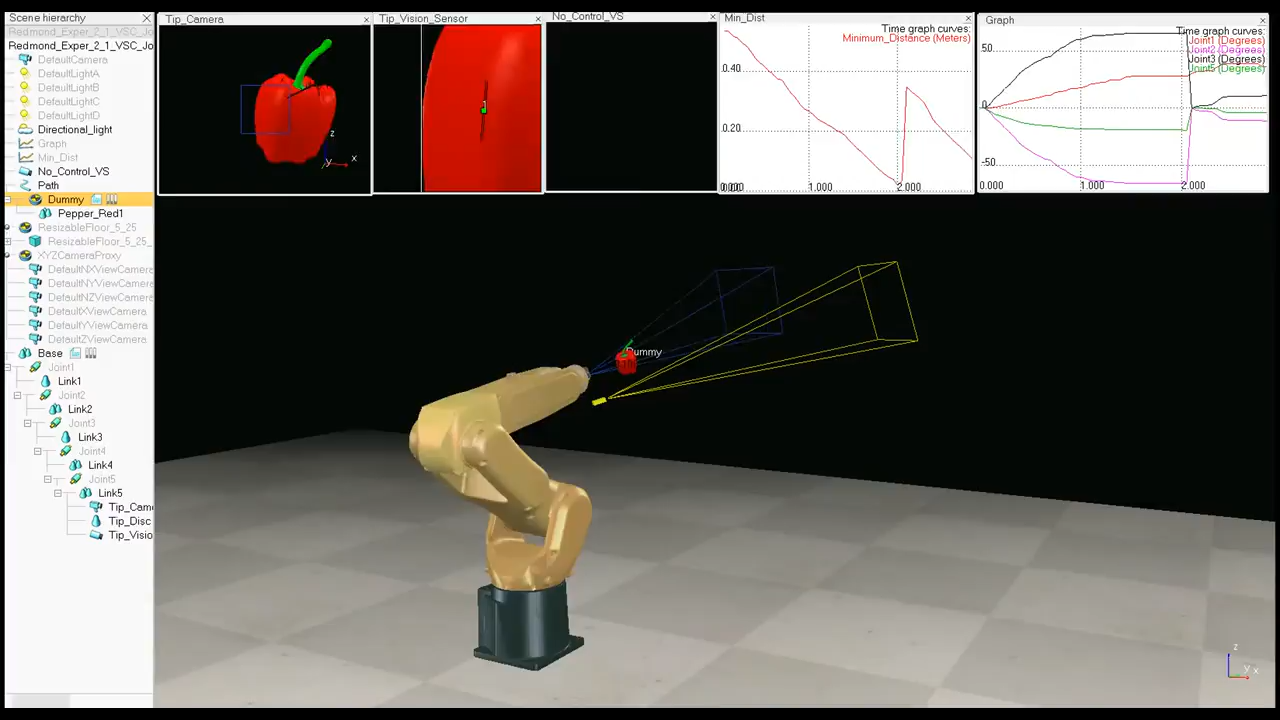 Scene hierarchy
Redmond_Exper_2_1_VSC_Jo
Redmond_Exper_2_1_VSC_Jo
DefaultCamera
DefaultLightA
DefaultLightB
DefaultLightC
DefaultLightD
Directional_light
Graph
Min_Dist
No_Control_VS
Path
Dummy
Pepper_Red1
ResizableFloor_5_25
ResizableFloor_5_25_
XYZCameraProxy
DefaultNXViewCamera
DefaultNYViewCamera
DefaultNZViewCamera
DefaultXViewCamera
DefaultYViewCamera
DefaultZViewCamera
Base
Joint1
Link1
Joint2
Link2
Joint3
Link3
Joint4
Link4
Joint5
Link5
Tip_Came
Tip_Disc
Tip_Visio
Tip_Camera
z
y
x
Tip_Vision_Sensor
1
No_Control_VS
Min_Dist
Time graph curves:
Minimum_Distance (Meters)
0.40
0.20
1.000
2.000
Graph
Time graph curves:
Joint1 (Degrees)
Joint2 (Degrees)
Joint3 (Degrees)
Joint5 (Degrees)
50
0
-50
0.000
1.000
2.000
Dummy
z
y
x